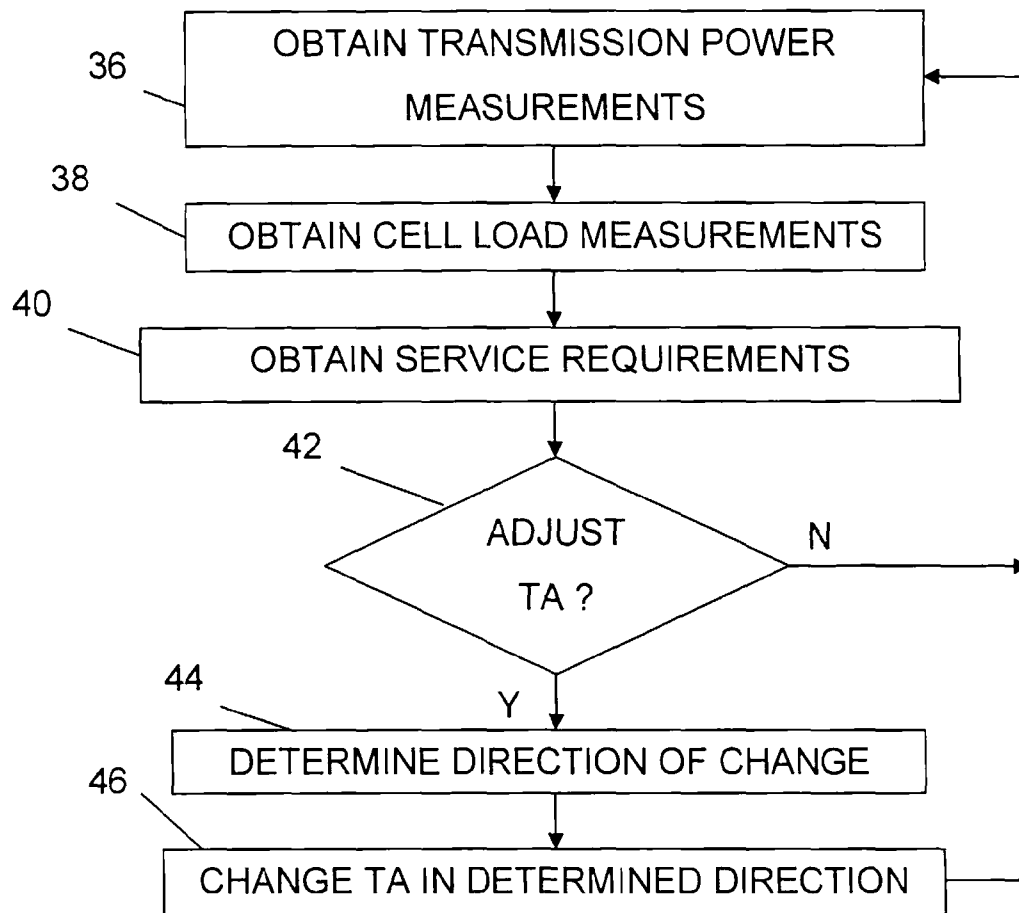 OBTAIN TRANSMISSION POWER
MEASUREMENTS
36
38
OBTAIN CELL LOAD MEASUREMENTS
40
OBTAIN SERVICE REQUIREMENTS
42
ADJUST
TA ?
N
Y
44
DETERMINE DIRECTION OF CHANGE
46
CHANGE TA IN DETERMINED DIRECTION